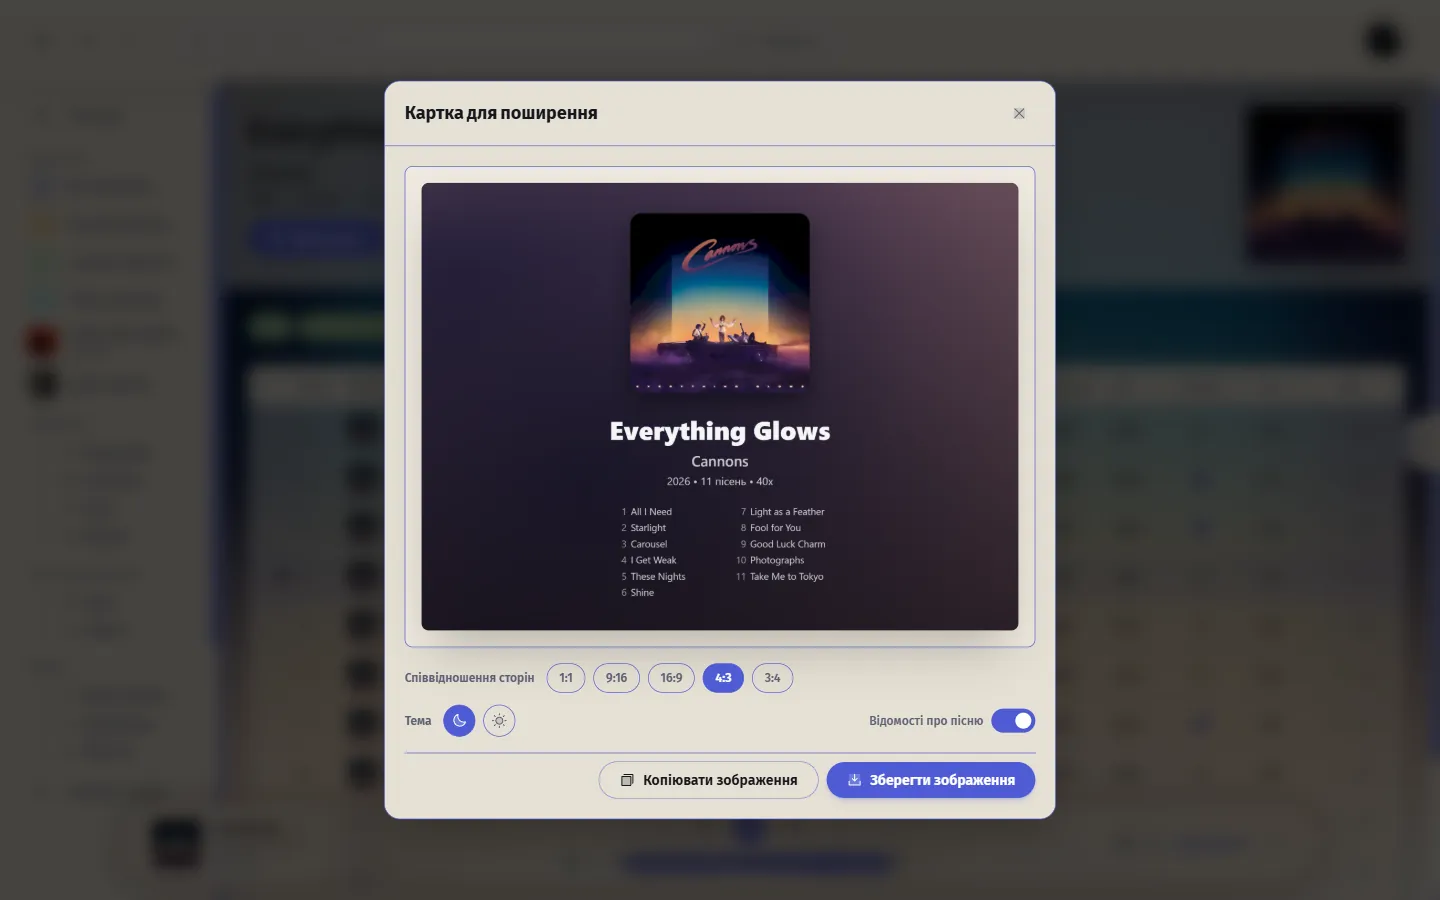 Картка для поширення
Cannons
Everything Glows
Cannons
2026 • 11 пісень • 40х
1 All I Need
2 Starlight
3 Carousel
4 I Get Weak
5 These Nights
6 Shine
7 Light as a Feather
8 Fool for You
9 Good Luck Charm
10 Photographs
11 Take Me to Tokyo
Співвідношення сторін
1:1
9:16
16:9
4:3
3:4
Тема
Відомості про пісню
Копіювати зображення
Зберегти зображення